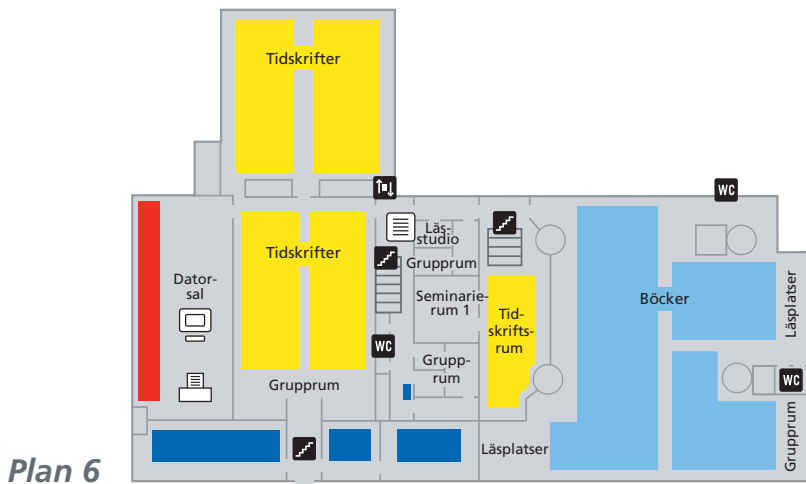 Tidskrifter
WC
Läs-
studio
Tidskrifter
Grupprum
Dator-
sal
Seminarie-
rum 1
Böcker
Läsplatser
Tid-
skrifts-
rum
WC
Grupp-
rum
Grupprum
WC
Grupprum
Läsplatser
Plan 6